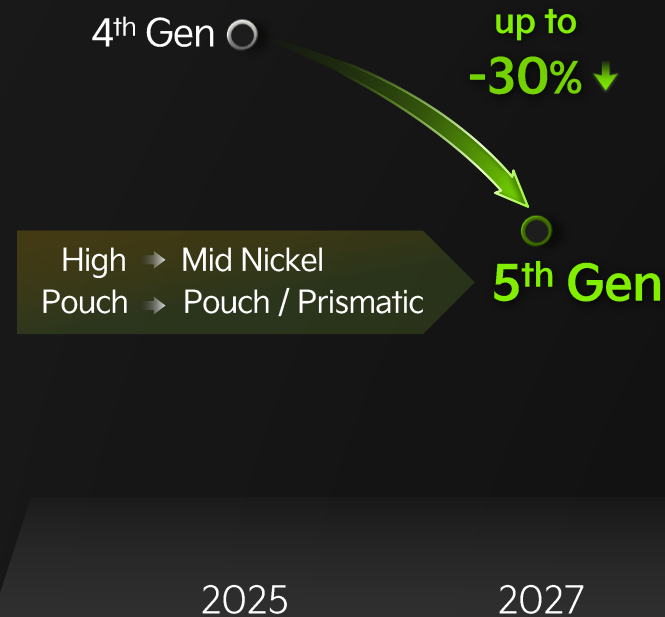 4th Gen
up to
-30%
High → Mid Nickel
Pouch → Pouch / Prismatic
5th Gen
2025
2027